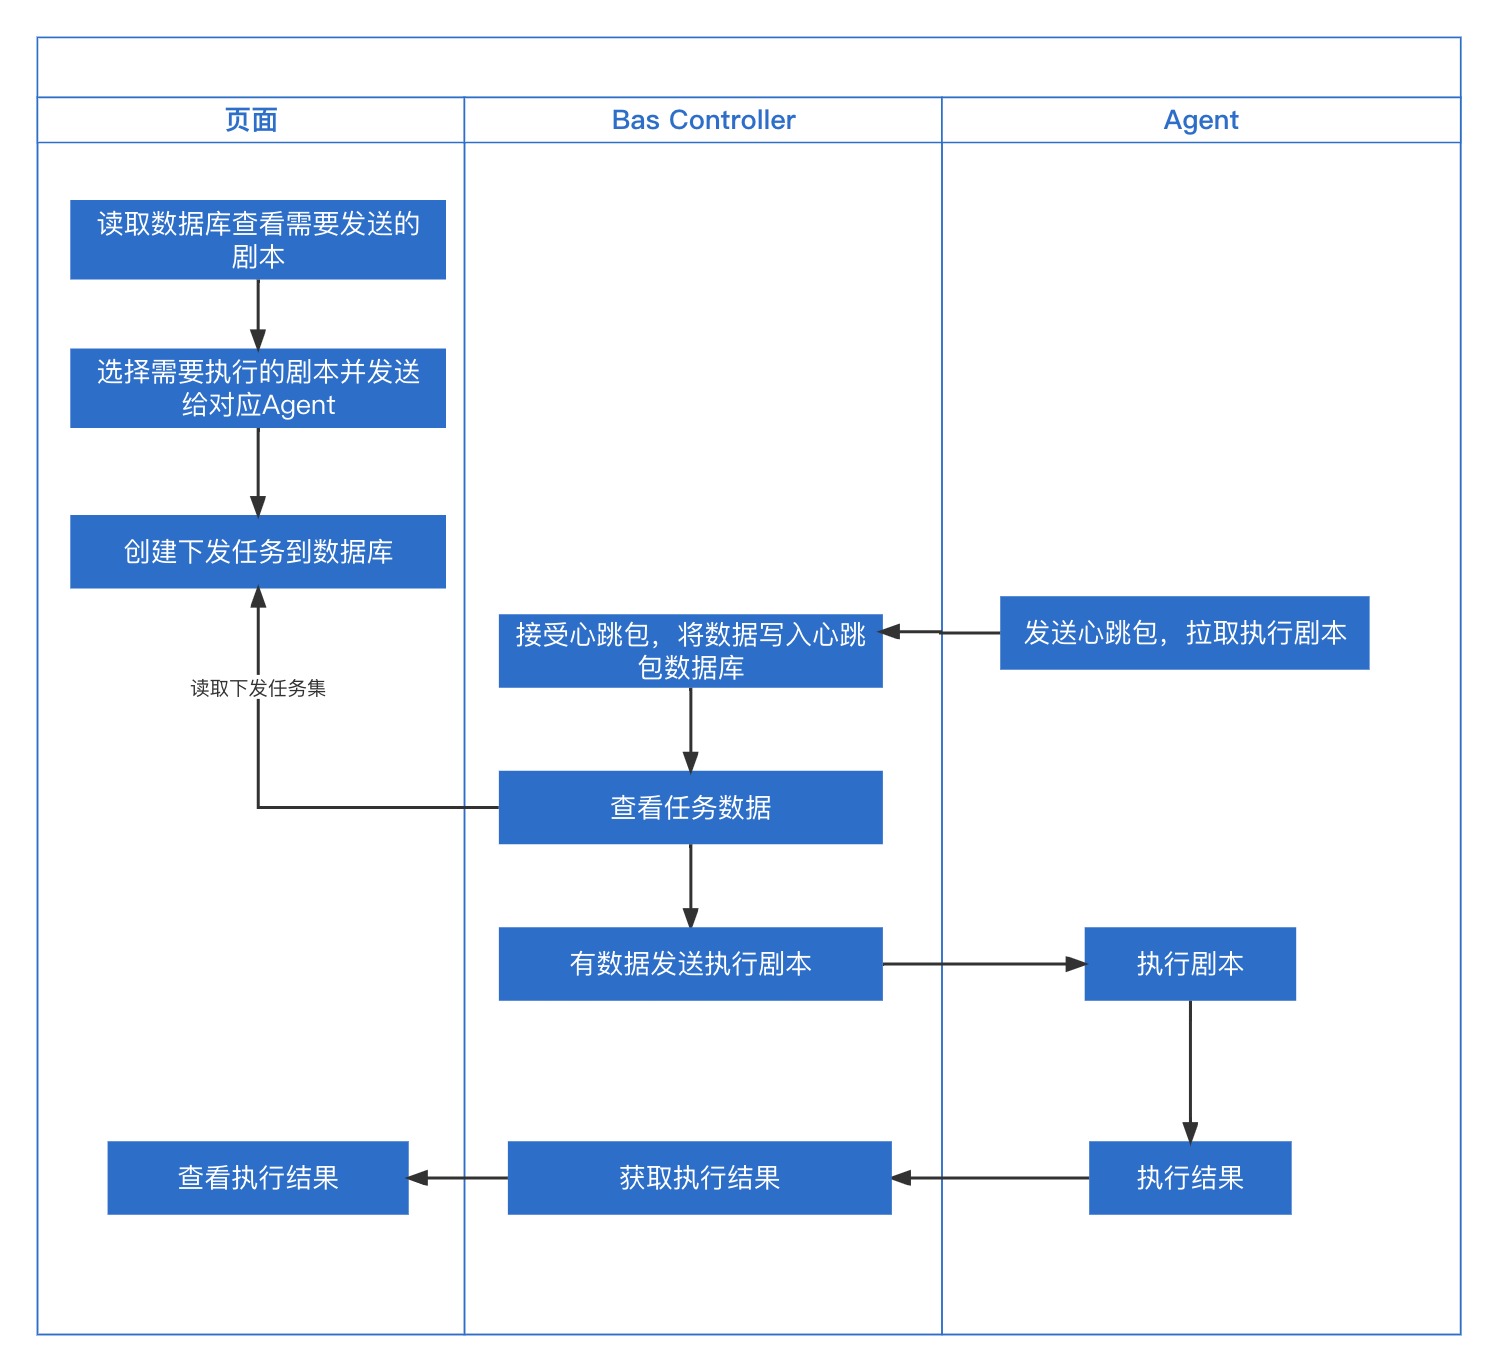 页面
Bas Controller
Agent
读取数据库查看需要发送的
剧本
选择需要执行的剧本并发送
给对应Agent
创建下发任务到数据库
接受心跳包，将数据写入心跳
包数据库
发送心跳包，拉取执行剧本
读取下发任务集
查看任务数据
有数据发送执行剧本
执行剧本
查看执行结果
获取执行结果
执行结果